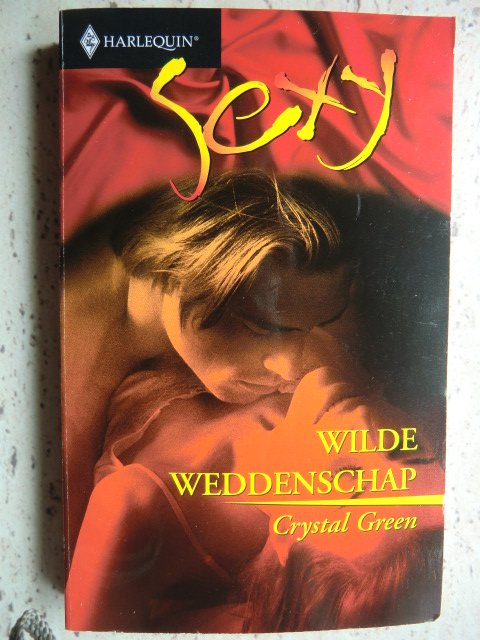 HARLEQUIN®
sexy
WILDE
WEDDENSCHAP
Crystal Green